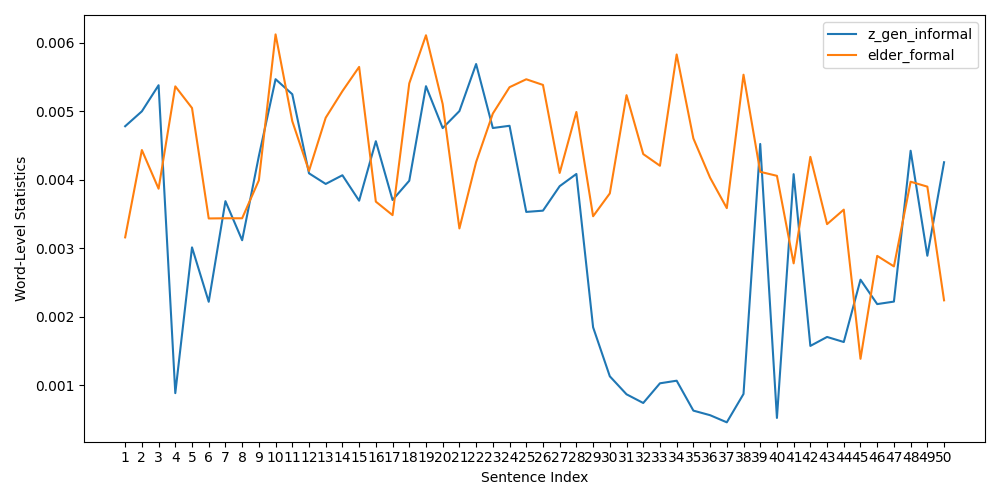 z_gen_informal
elder_formal
0.006
0.005
0.004
0.003
0.002
0.001
Word-Level Statistics
1 2 3 4 5 6 7 8 9 10 11 12 13 14 15 16 17 18 19 20 21 22 23 24 25 26 27 28 29 30 31 32 33 34 35 36 37 38 39 40 41 42 43 44 45 46 47 48 49 50
Sentence Index